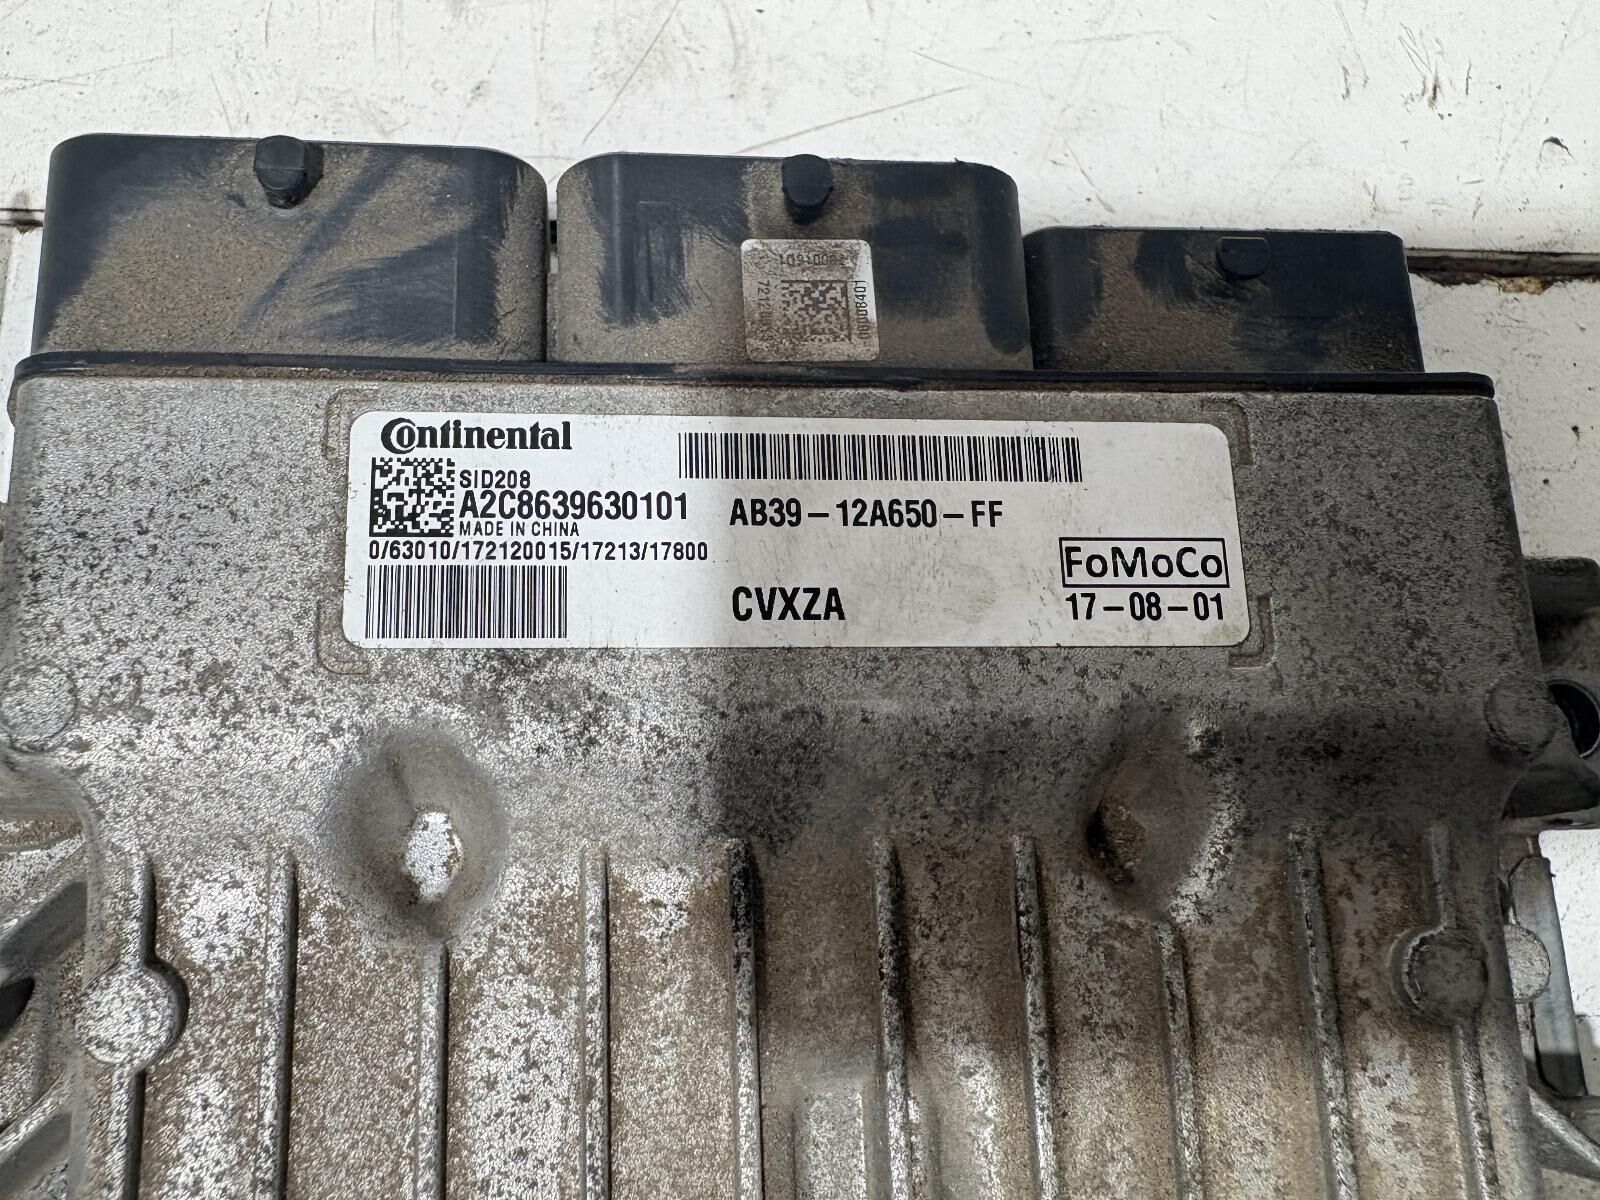 00008401
Continental
SID208
A2C8639630101
MADE IN CHINA
0/63010/172120015/17213/17800
AB39-12A650-FF
FoMoCo
CVXZA
17-08-01